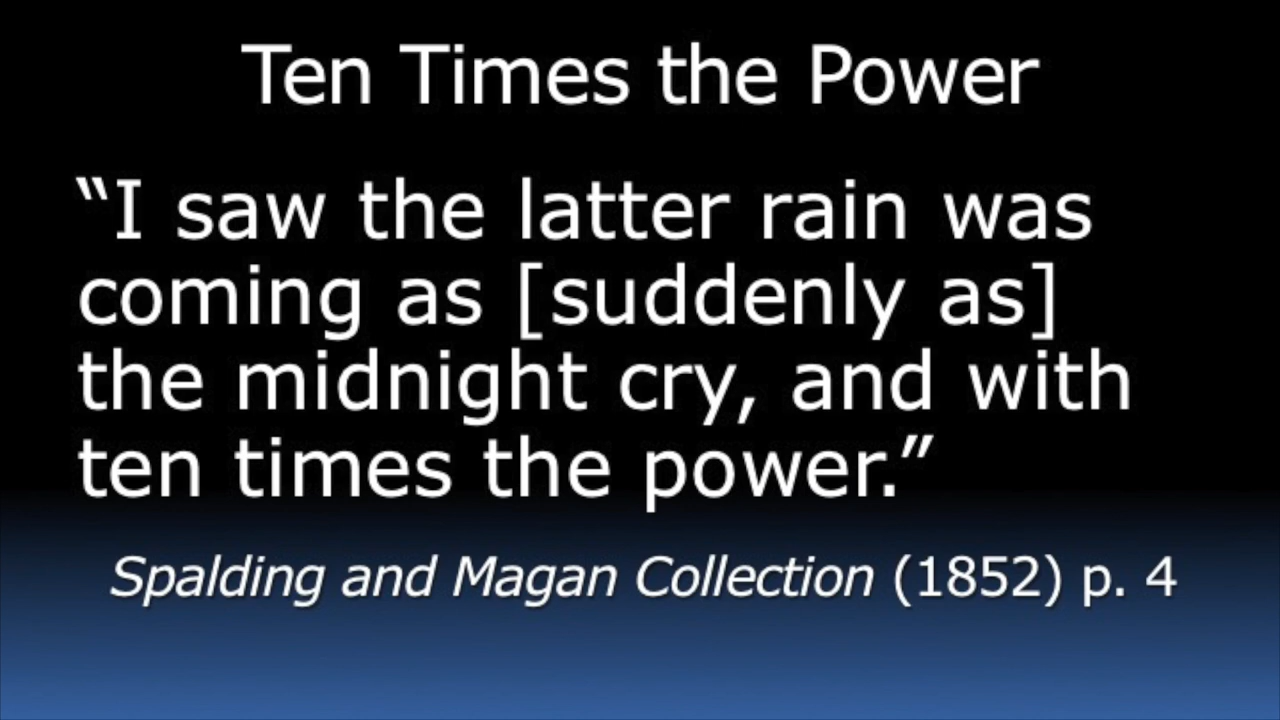 Ten Times the Power
“I saw the latter rain was
coming as [suddenly as]
the midnight cry, and with
ten times the power.”
Spalding and Magan Collection (1852) p. 4